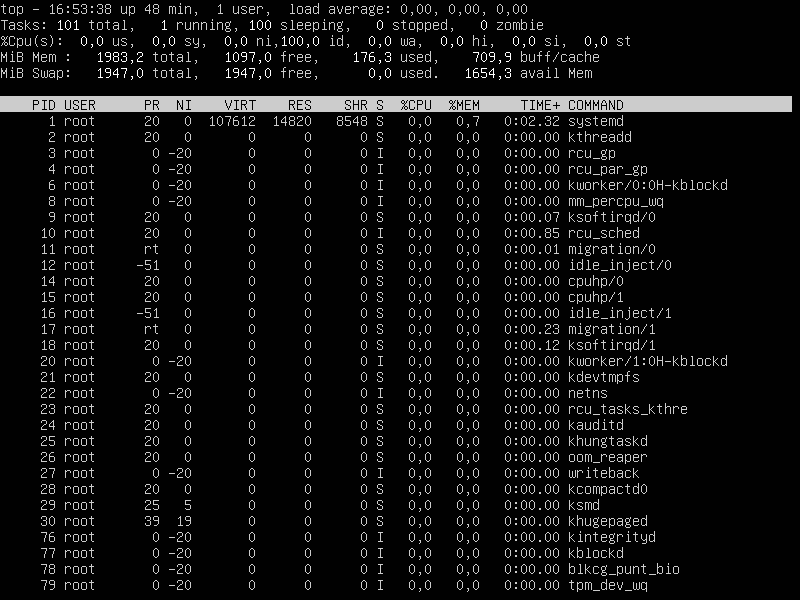 top - 16:53:38 up 48 min,  1 user,  load average: 0,00, 0,00, 0,00
Tasks: 101 total,   1 running, 100 sleeping,   0 stopped,   0 zombie
%Cpu(s):  0,0 us,  0,0 sy,  0,0 ni,100,0 id,  0,0 wa,  0,0 hi,  0,0 si,  0,0 st
MiB Mem :   1983,2 total,   1097,0 free,    176,3 used,    709,9 buff/cache
MiB Swap:   1947,0 total,   1947,0 free,      0,0 used.   1654,3 avail Mem
    PID USER      PR  NI    VIRT    RES    SHR S  %CPU  %MEM     TIME+ COMMAND
      1 root      20   0  107612  14820   8548 S   0,0   0,7   0:02.32 systemd
      2 root      20   0       0      0      0 S   0,0   0,0   0:00.00 kthreadd
      3 root       0 -20       0      0      0 I   0,0   0,0   0:00.00 rcu_gp
      4 root       0 -20       0      0      0 I   0,0   0,0   0:00.00 rcu_par_gp
      6 root       0 -20       0      0      0 I   0,0   0,0   0:00.00 kworker/0:0H-kblockd
      8 root       0 -20       0      0      0 I   0,0   0,0   0:00.00 mm_percpu_wq
      9 root      20   0       0      0      0 S   0,0   0,0   0:00.07 ksoftirqd/0
     10 root      20   0       0      0      0 I   0,0   0,0   0:00.85 rcu_sched
     11 root      rt   0       0      0      0 S   0,0   0,0   0:00.01 migration/0
     12 root     -51   0       0      0      0 S   0,0   0,0   0:00.00 idle_inject/0
     14 root      20   0       0      0      0 S   0,0   0,0   0:00.00 cpuhp/0
     15 root      20   0       0      0      0 S   0,0   0,0   0:00.00 cpuhp/1
     16 root     -51   0       0      0      0 S   0,0   0,0   0:00.00 idle_inject/1
     17 root      rt   0       0      0      0 S   0,0   0,0   0:00.23 migration/1
     18 root      20   0       0      0      0 S   0,0   0,0   0:00.12 ksoftirqd/1
     20 root       0 -20       0      0      0 I   0,0   0,0   0:00.00 kworker/1:0H-kblockd
     21 root      20   0       0      0      0 S   0,0   0,0   0:00.00 kdevtmpfs
     22 root       0 -20       0      0      0 I   0,0   0,0   0:00.00 netns
     23 root      20   0       0      0      0 S   0,0   0,0   0:00.00 rcu_tasks_kthre
     24 root      20   0       0      0      0 S   0,0   0,0   0:00.00 kauditd
     25 root      20   0       0      0      0 S   0,0   0,0   0:00.00 khungtaskd
     26 root      20   0       0      0      0 S   0,0   0,0   0:00.00 oom_reaper
     27 root       0 -20       0      0      0 I   0,0   0,0   0:00.00 writeback
     28 root      20   0       0      0      0 S   0,0   0,0   0:00.00 kcompactd0
     29 root      25   5       0      0      0 S   0,0   0,0   0:00.00 ksmd
     30 root      39  19       0      0      0 S   0,0   0,0   0:00.00 khugepaged
     76 root       0 -20       0      0      0 I   0,0   0,0   0:00.00 kintegrityd
     77 root       0 -20       0      0      0 I   0,0   0,0   0:00.00 kblockd
     78 root       0 -20       0      0      0 I   0,0   0,0   0:00.00 blkcg_punt_bio
     79 root       0 -20       0      0      0 I   0,0   0,0   0:00.00 tpm_dev_wq